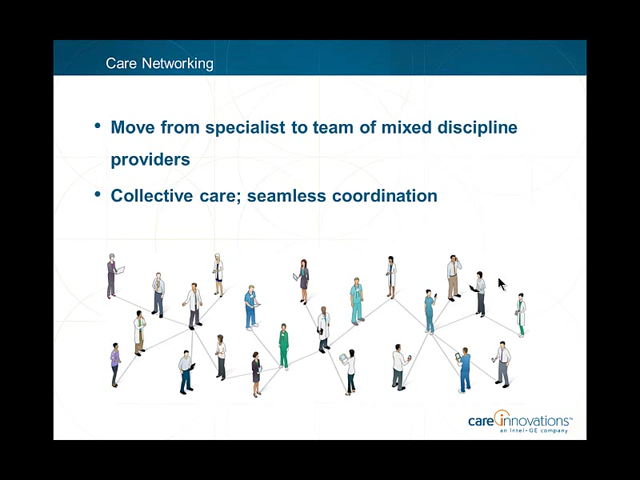 Care Networking
• Move from specialist to team of mixed discipline
providers
• Collective care; seamless coordination
care innovations™
an Intel • GE company